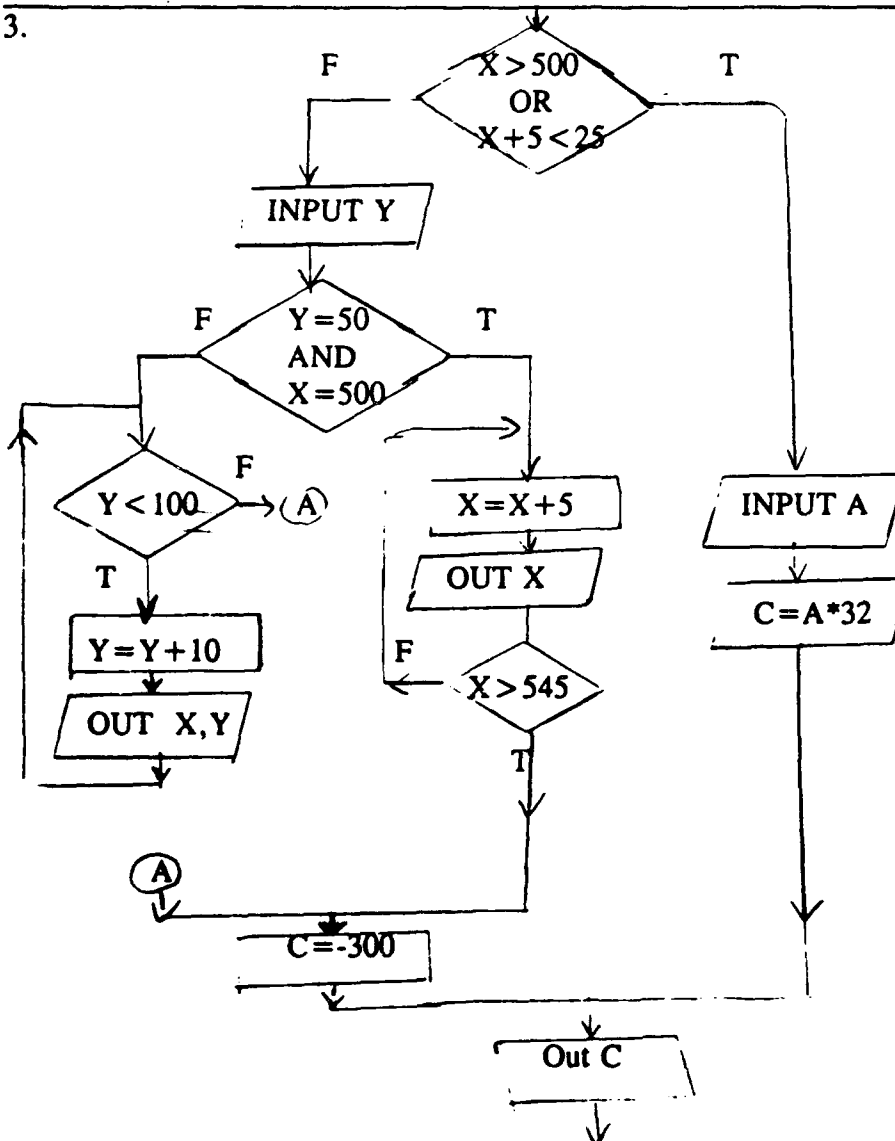 3.
F
X>500
T
OR
X+5<25
INPUT Y
F
Y=50
T
AND
X=500
Y<100
F
A
T
Y=Y+10
OUT X,Y
X=X+5
OUT X
F
X>545
T
INPUT A
C=A*32
A
C=-300
Out C